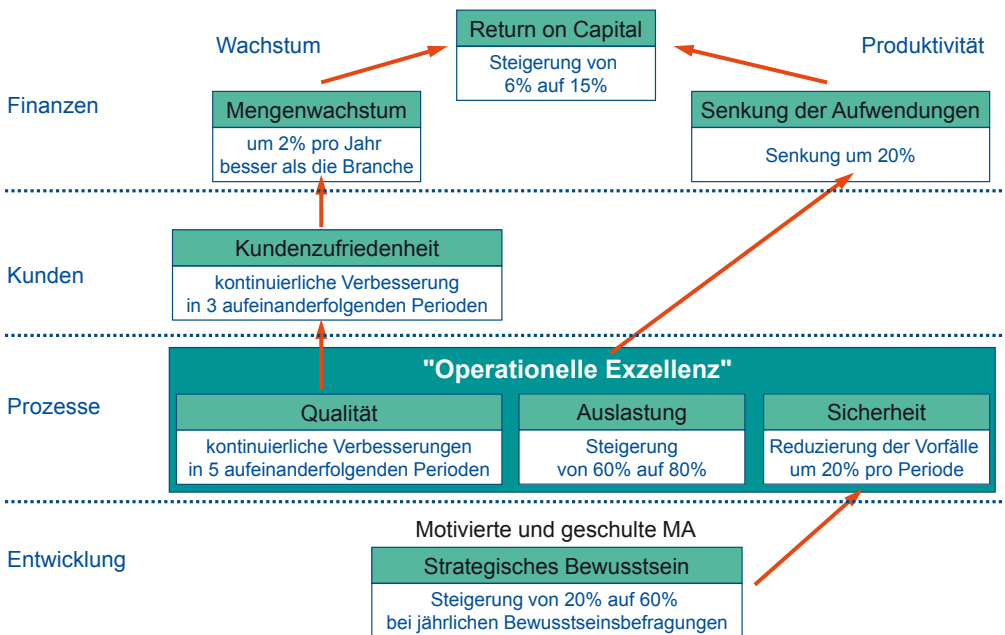 Wachstum
Return on Capital
Steigerung von
6% auf 15%
Produktivität
Finanzen
Mengenwachstum
um 2% pro Jahr
besser als die Branche
Senkung der Aufwendungen
Senkung um 20%
Kunden
Kundenzufriedenheit
kontinuierliche Verbesserung
in 3 aufeinanderfolgenden Perioden
Prozesse
"Operationelle Exzellenz"
Qualität
kontinuierliche Verbesserungen
in 5 aufeinanderfolgenden Perioden
Auslastung
Steigerung
von 60% auf 80%
Sicherheit
Reduzierung der Vorfälle
um 20% pro Periode
Entwicklung
Motivierte und geschulte MA
Strategisches Bewusstsein
Steigerung von 20% auf 60%
bei jährlichen Bewusstseinsbefragungen